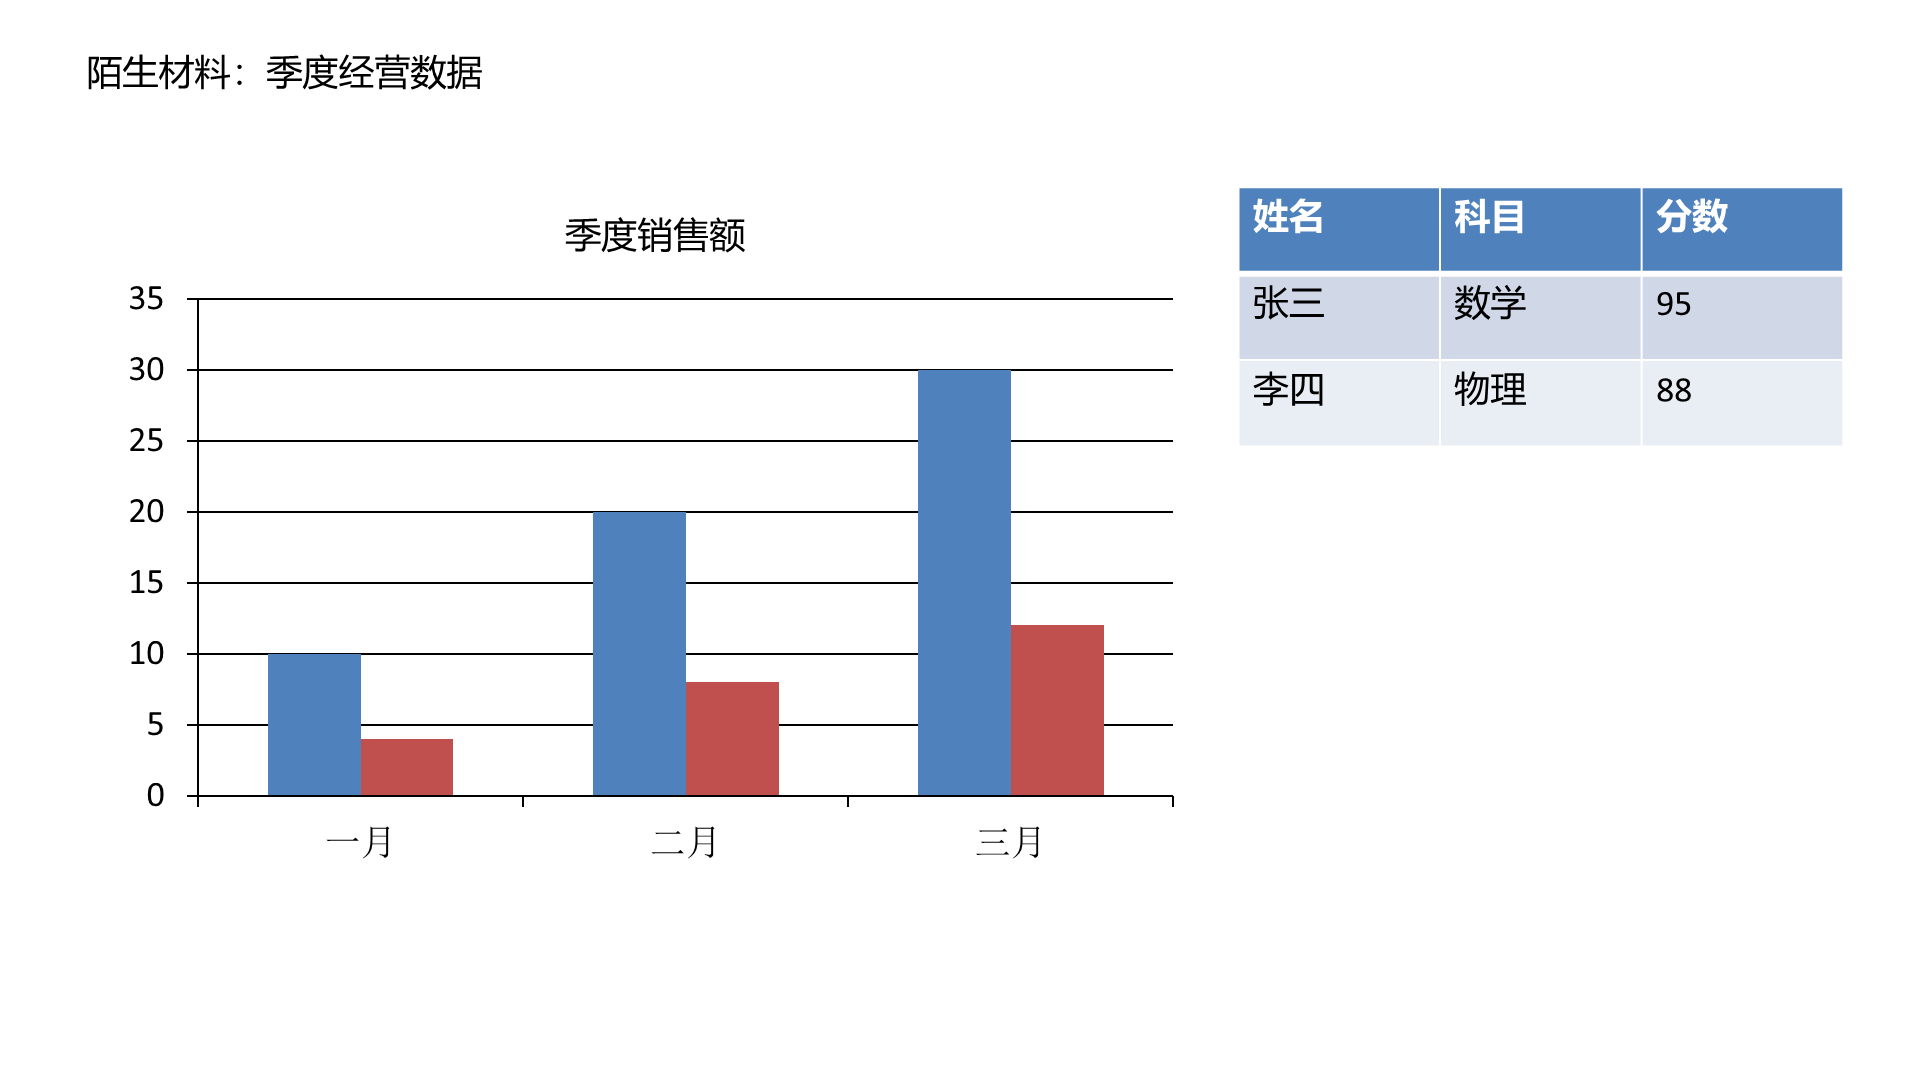 陌生材料：季度经营数据
季度销售额
35
30
25
20
15
10
5
0
一月 二月 三月
姓名 科目 分数
张三 数学 95
李四 物理 88